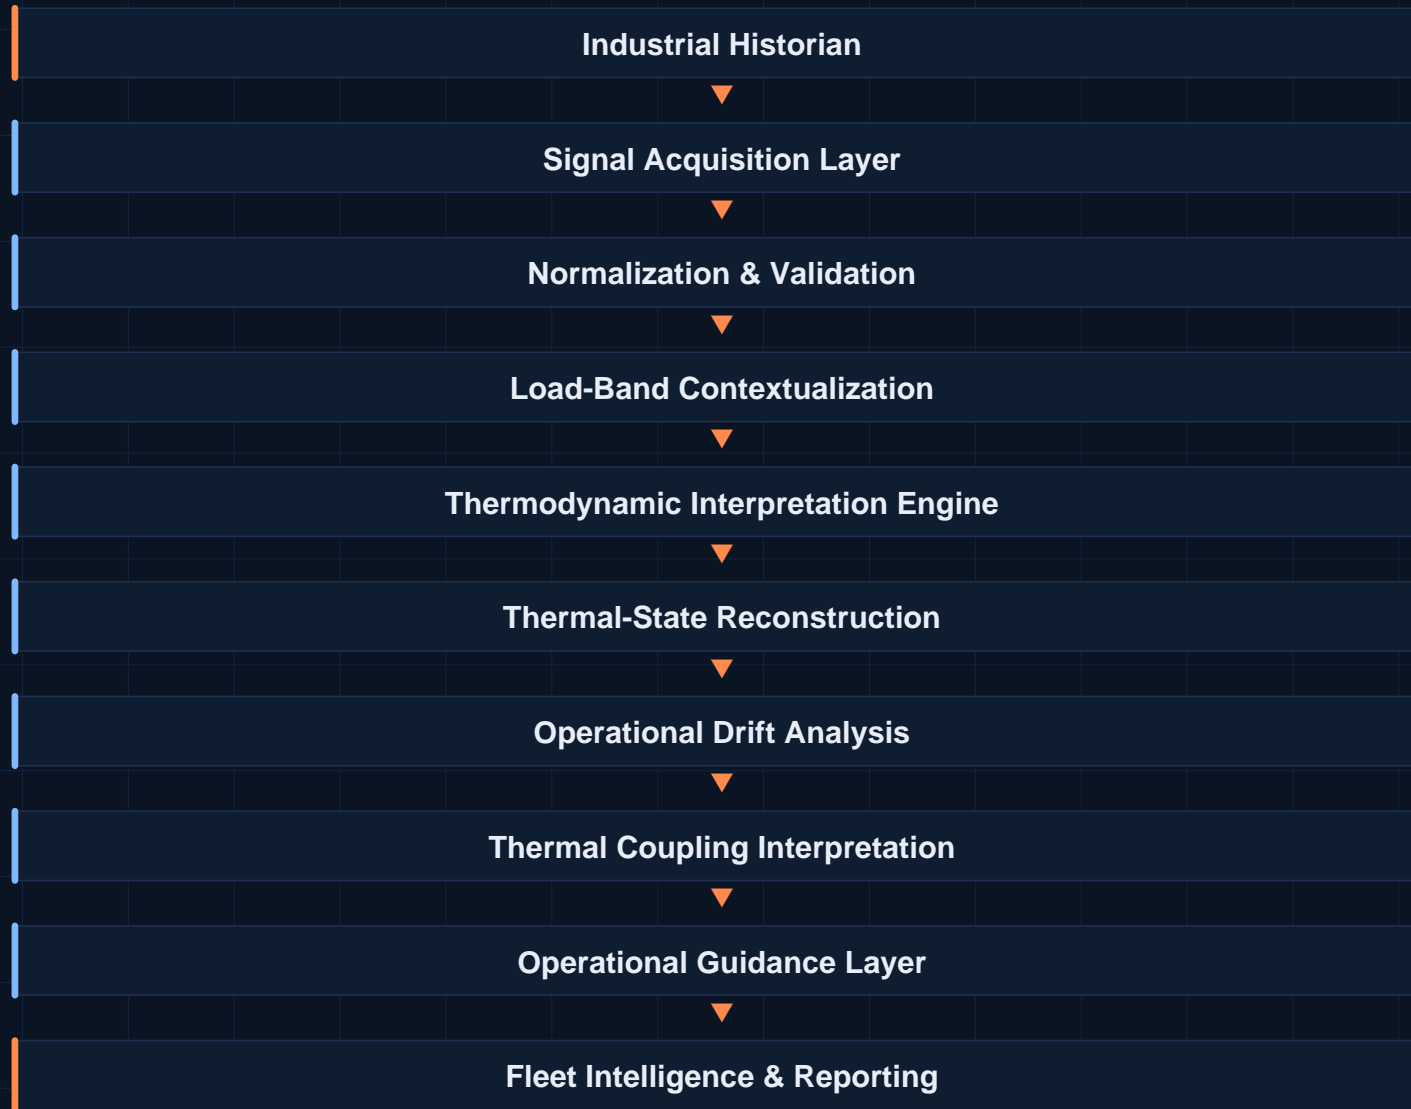 Industrial Historian
Signal Acquisition Layer
Normalization & Validation
Load-Band Contextualization
Thermodynamic Interpretation Engine
Thermal-State Reconstruction
Operational Drift Analysis
Thermal Coupling Interpretation
Operational Guidance Layer
Fleet Intelligence & Reporting